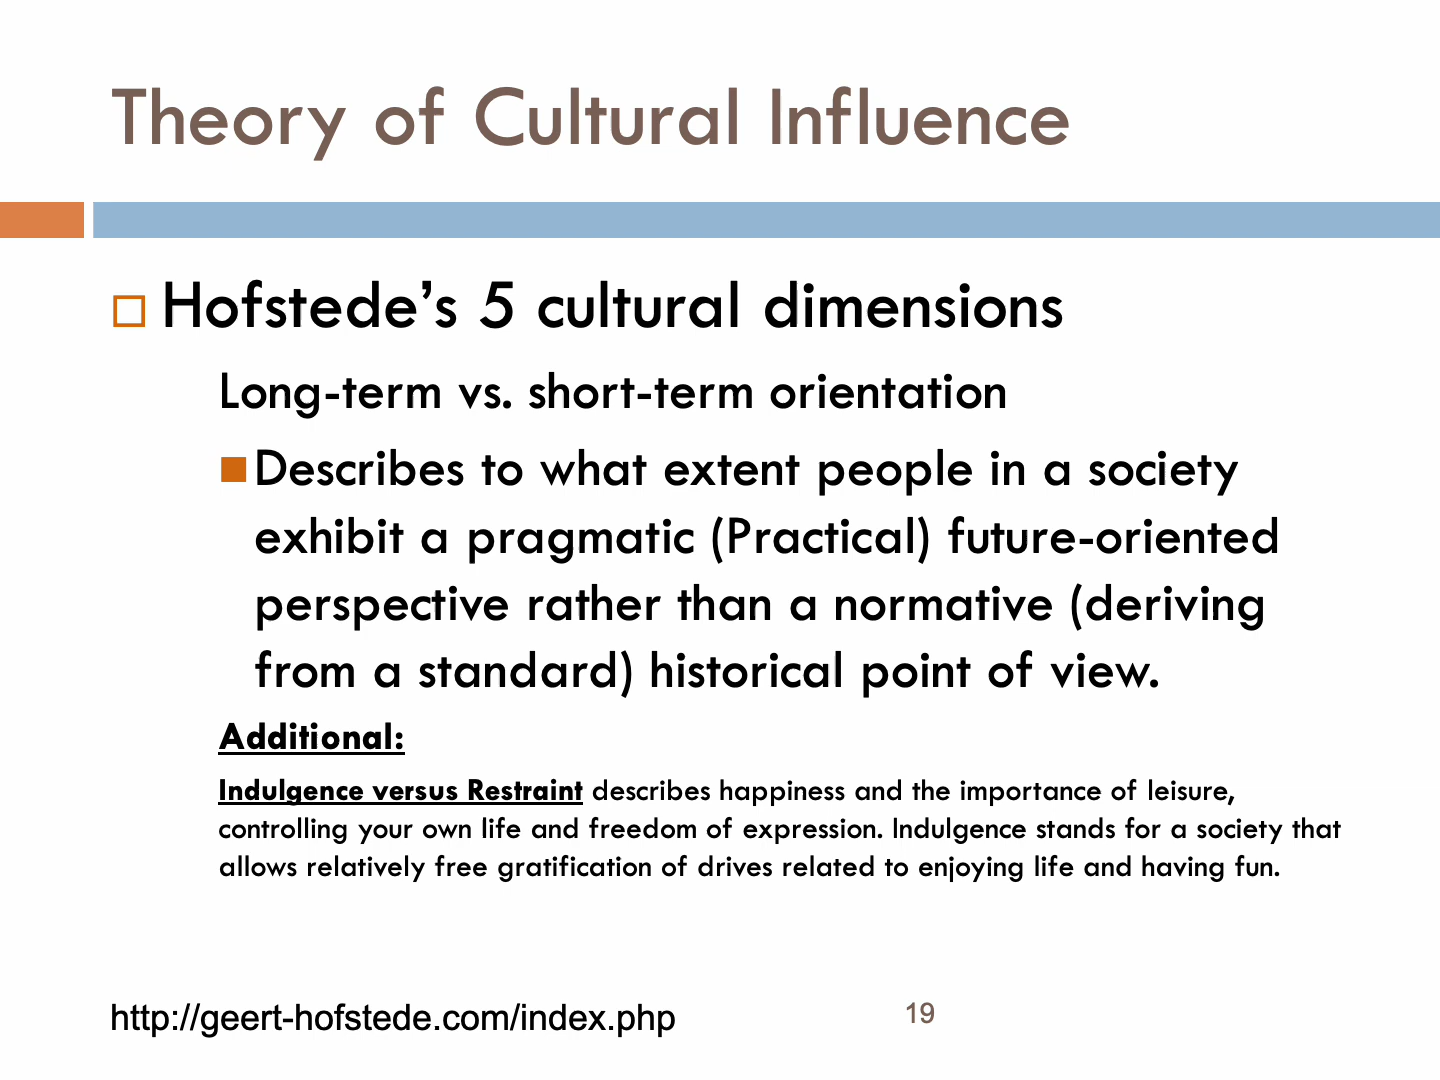 Theory of Cultural Influence
Hofstede’s 5 cultural dimensions
Long-term vs. short-term orientation
Describes to what extent people in a society
exhibit a pragmatic (Practical) future-oriented
perspective rather than a normative (deriving
from a standard) historical point of view.
Additional:
Indulgence versus Restraint describes happiness and the importance of leisure,
controlling your own life and freedom of expression. Indulgence stands for a society that
allows relatively free gratification of drives related to enjoying life and having fun.
http://geert-hofstede.com/index.php
19